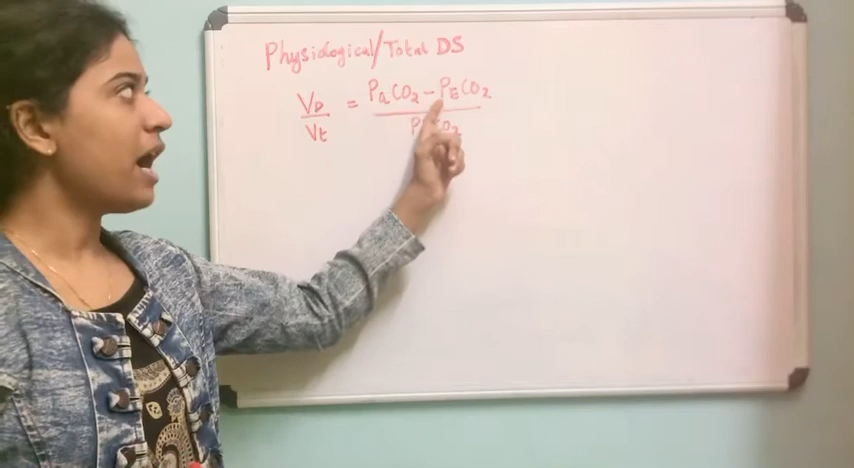 Physiological/Total DS
VD/Vt = PaCO2 - PECO2